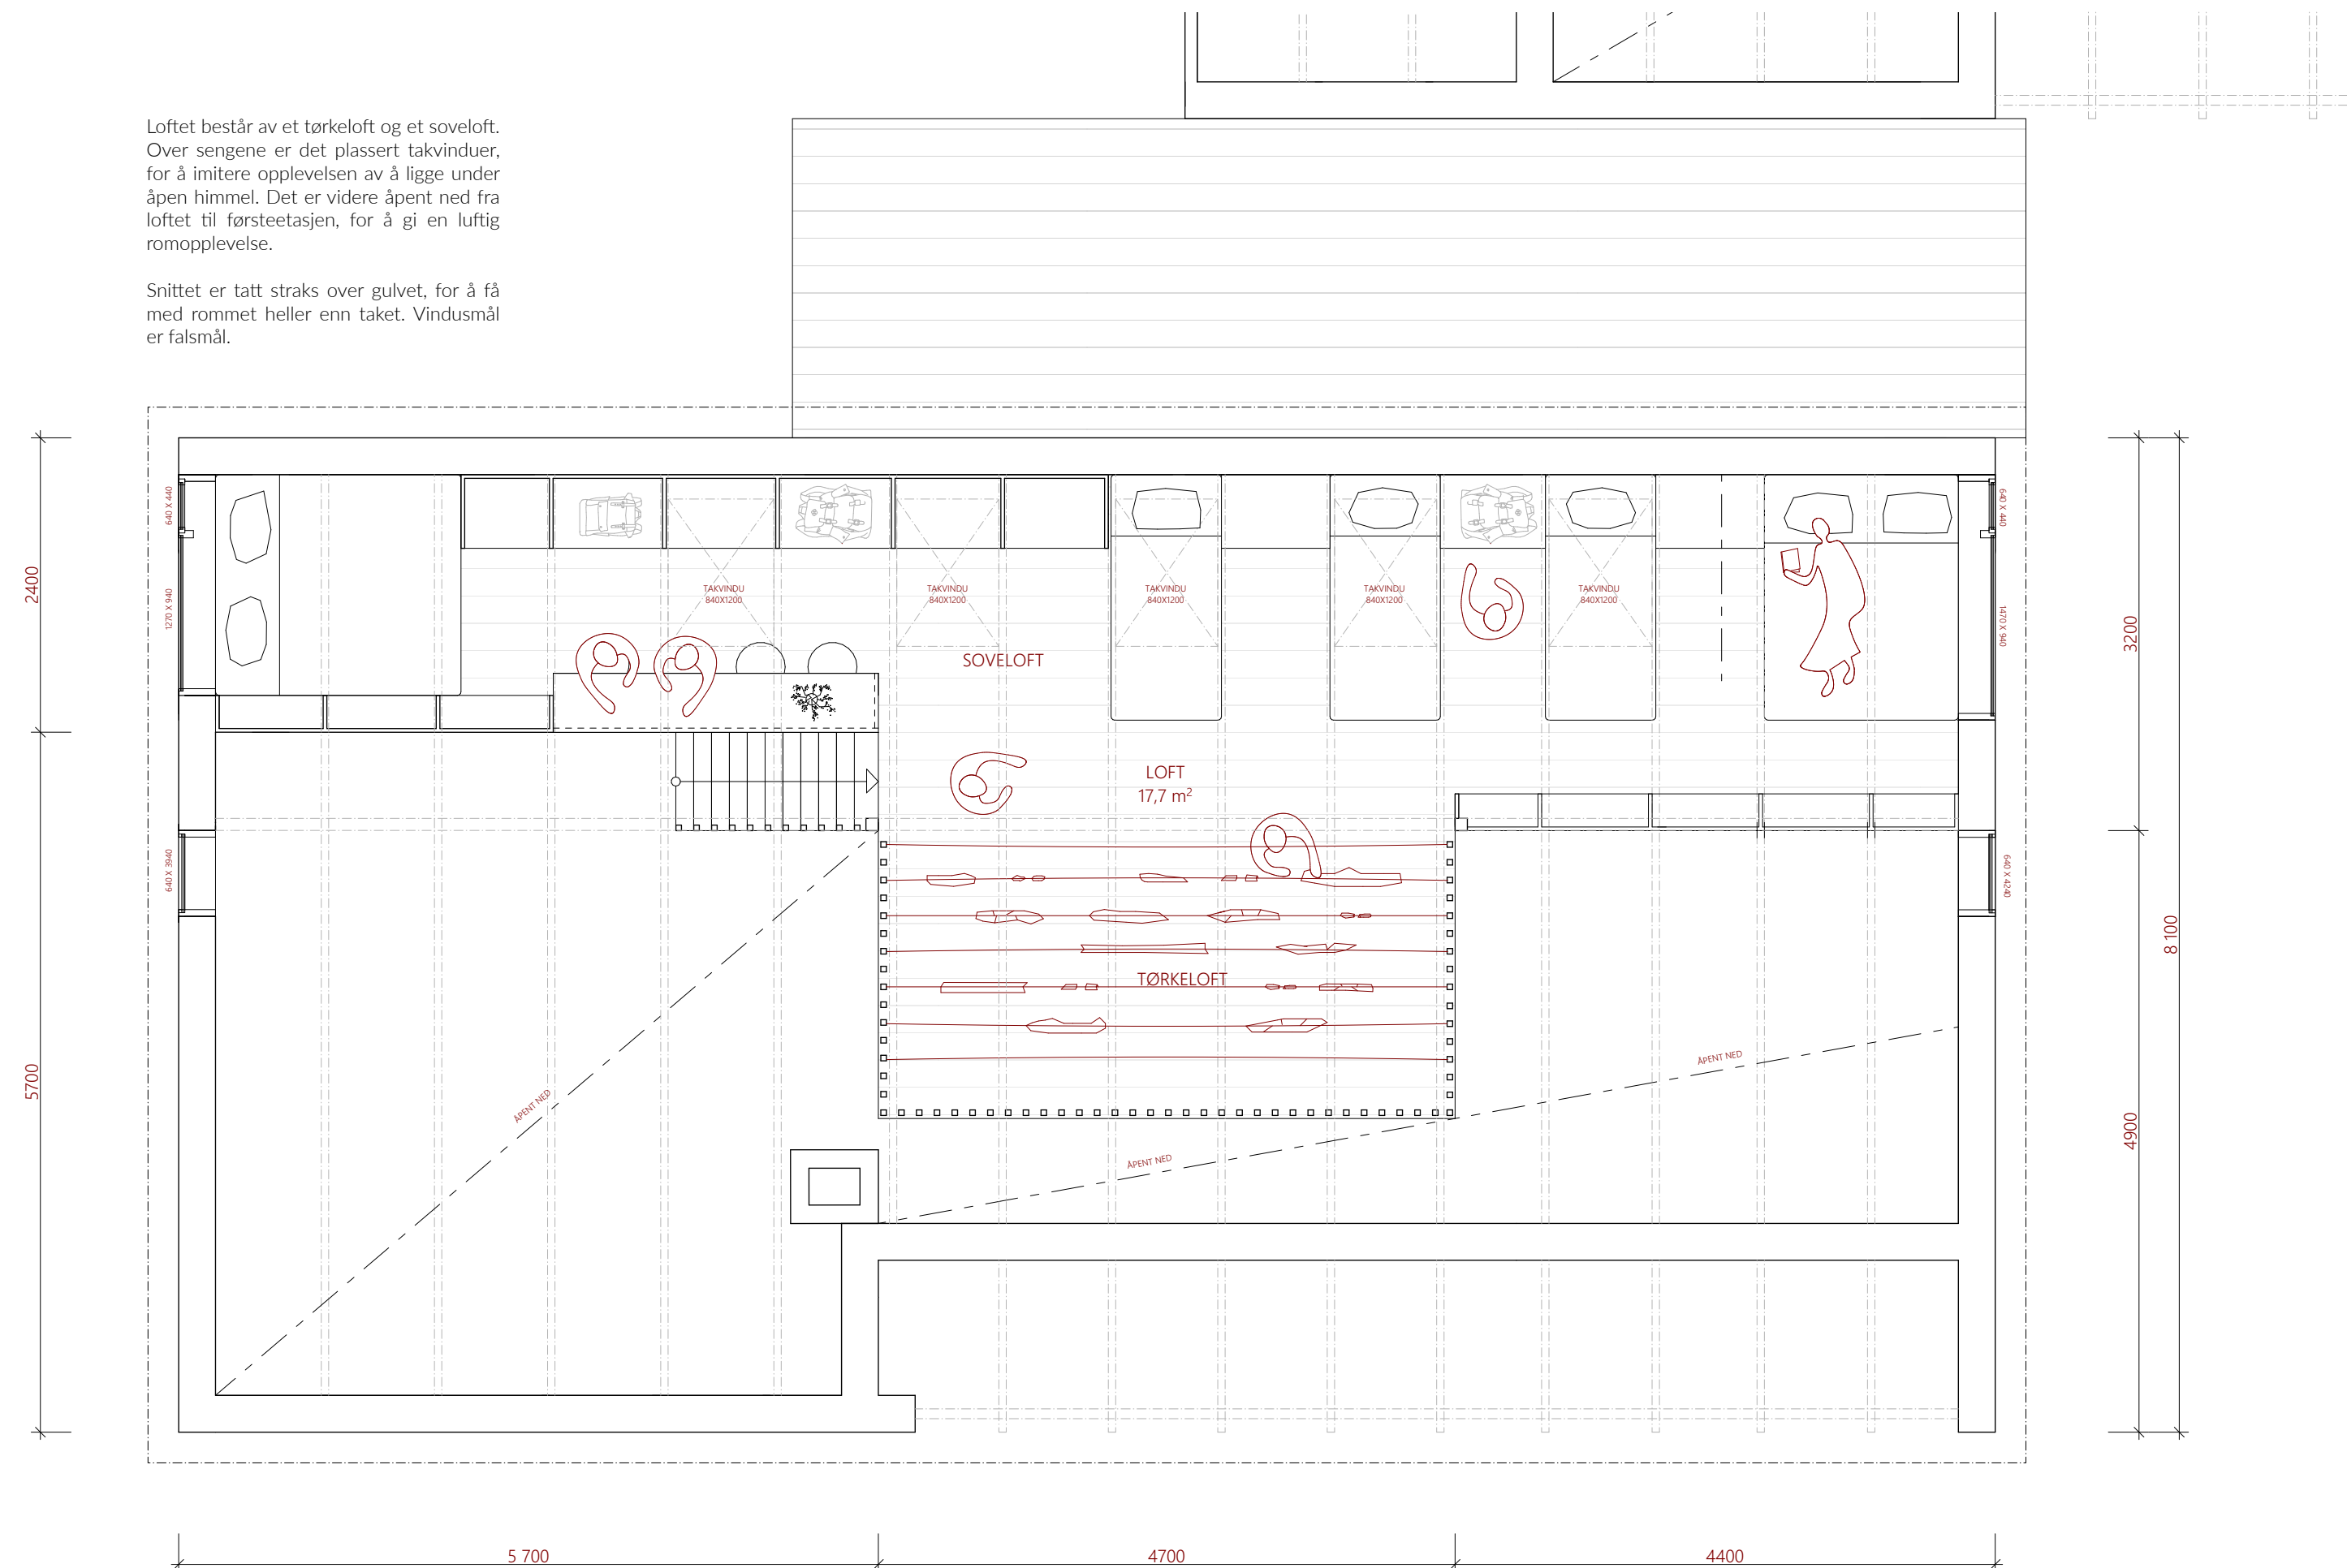 Loftet består av et tørkeloft og et soveloft.
Over sengene er det plassert takvinduer,
for å imitere opplevelsen av å ligge under
åpen himmel. Det er videre åpent ned fra
loftet til førsteetasjen, for å gi en luftig
romopplevelse.
Snittet er tatt straks over gulvet, for å få
med rommet heller enn taket. Vindusmål
er falsmål.
640 X 440
640 X 440
2400
1270 X 940
TAKVINDU
840X1200
TAKVINDU
840X1200
TAKVINDU
840X1200
TAKVINDU
840X1200
TAKVINDU
840X1200
1470 X 940
3200
SOVELOFT
LOFT
17,7 m²
640 X 3940
640 X 4240
8 100
TØRKELOFT
5700
ÅPENT NED
ÅPENT NED
ÅPENT NED
4900
5 700
4700
4400